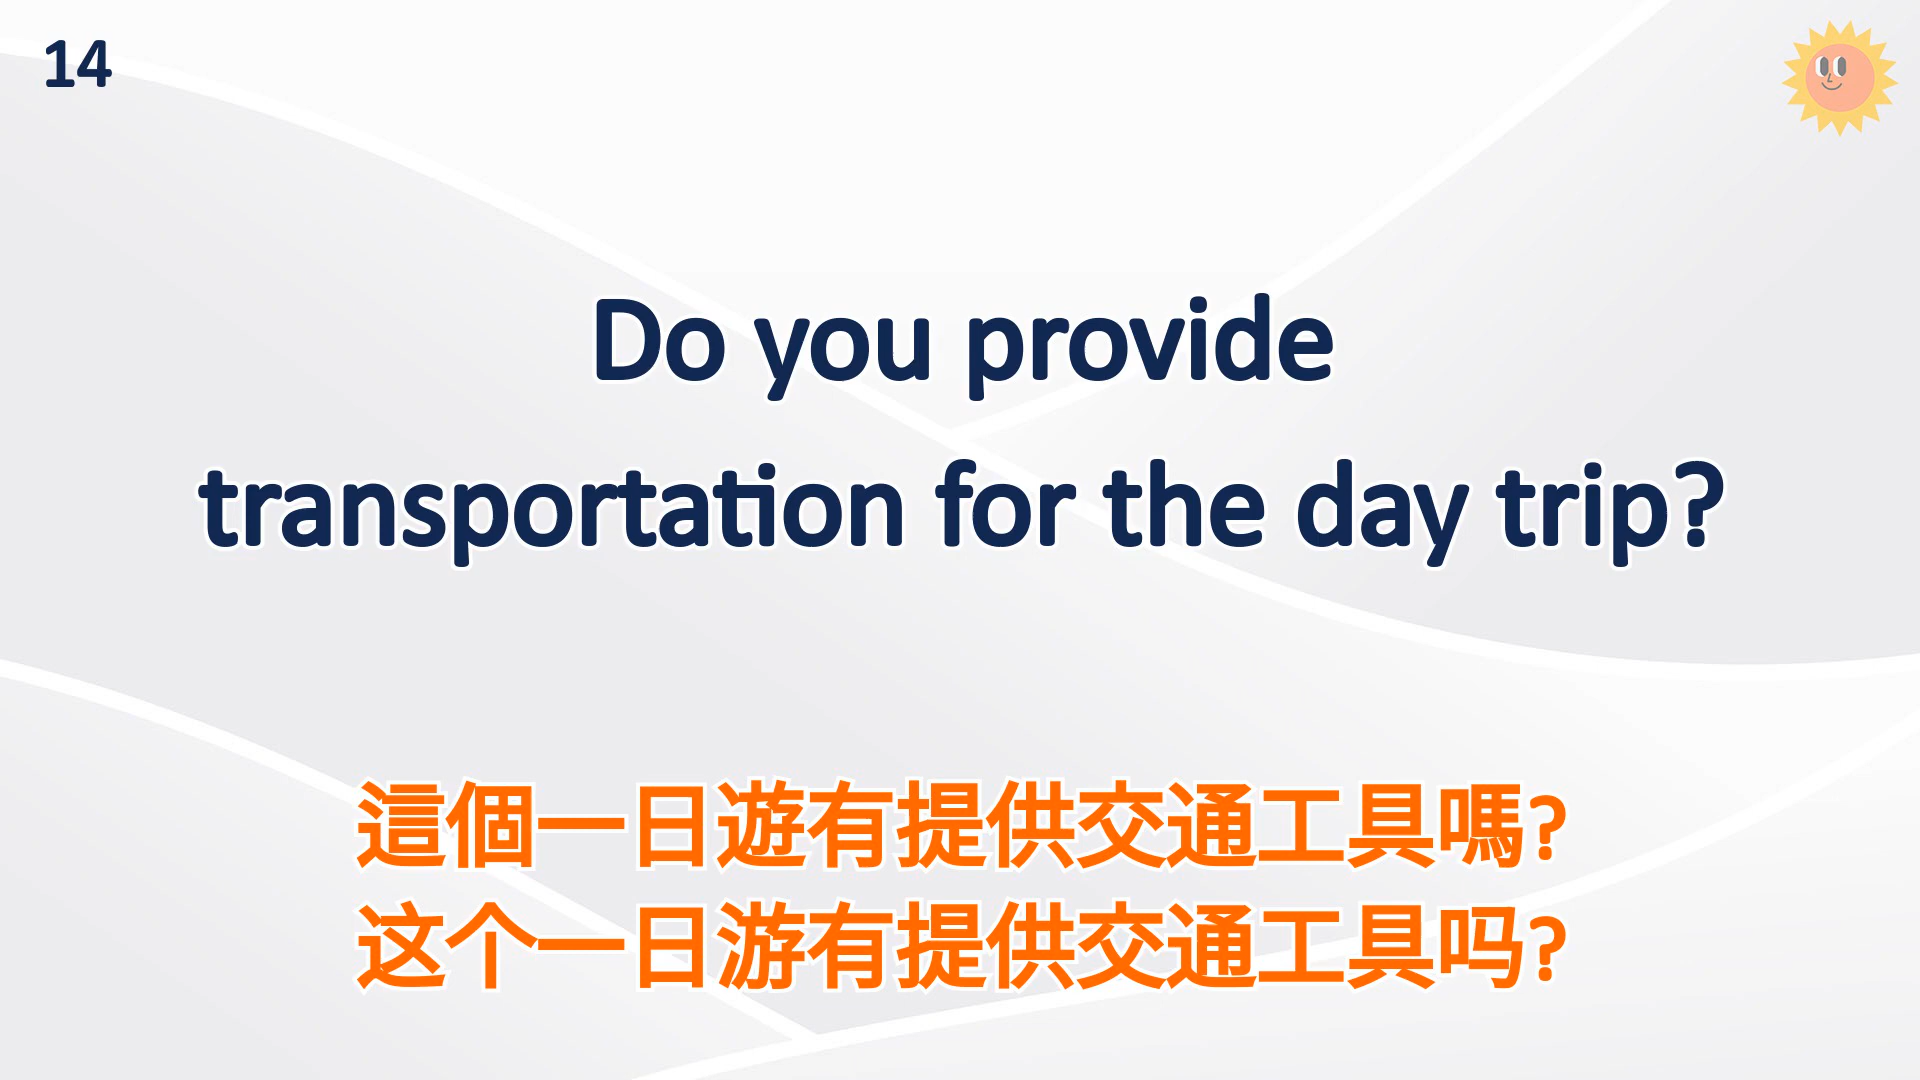 14
Do you provide
transportation for the day trip?
這個一日遊有提供交通工具嗎?
这个一日游有提供交通工具吗?